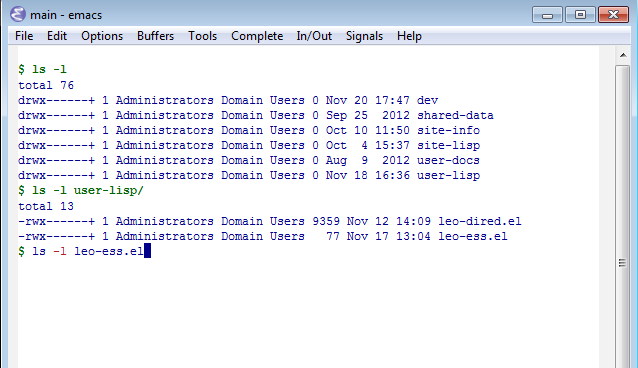 main - emacs
File Edit Options Buffers Tools Complete In/Out Signals Help
$ ls -l
total 76
drwx------+ 1 Administrators Domain Users 0 Nov 20 17:47 dev
drwx------+ 1 Administrators Domain Users 0 Sep 25  2012 shared-data
drwx------+ 1 Administrators Domain Users 0 Oct 10 11:50 site-info
drwx------+ 1 Administrators Domain Users 0 Oct  4 15:37 site-lisp
drwx------+ 1 Administrators Domain Users 0 Aug  9  2012 user-docs
drwx------+ 1 Administrators Domain Users 0 Nov 18 16:36 user-lisp
$ ls -l user-lisp/
total 13
-rwx------+ 1 Administrators Domain Users 9359 Nov 12 14:09 leo-dired.el
-rwx------+ 1 Administrators Domain Users   77 Nov 17 13:04 leo-ess.el
$ ls -l leo-ess.el